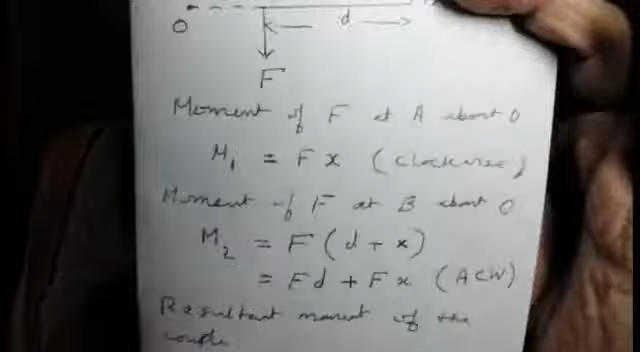 O d
F
Moment of F at A about O
M₁ = Fx (Clockwise)
Moment of F at B about O
M₂ = F(d + x)
= Fd + Fx (ACW)
Resultant moment of the
couple